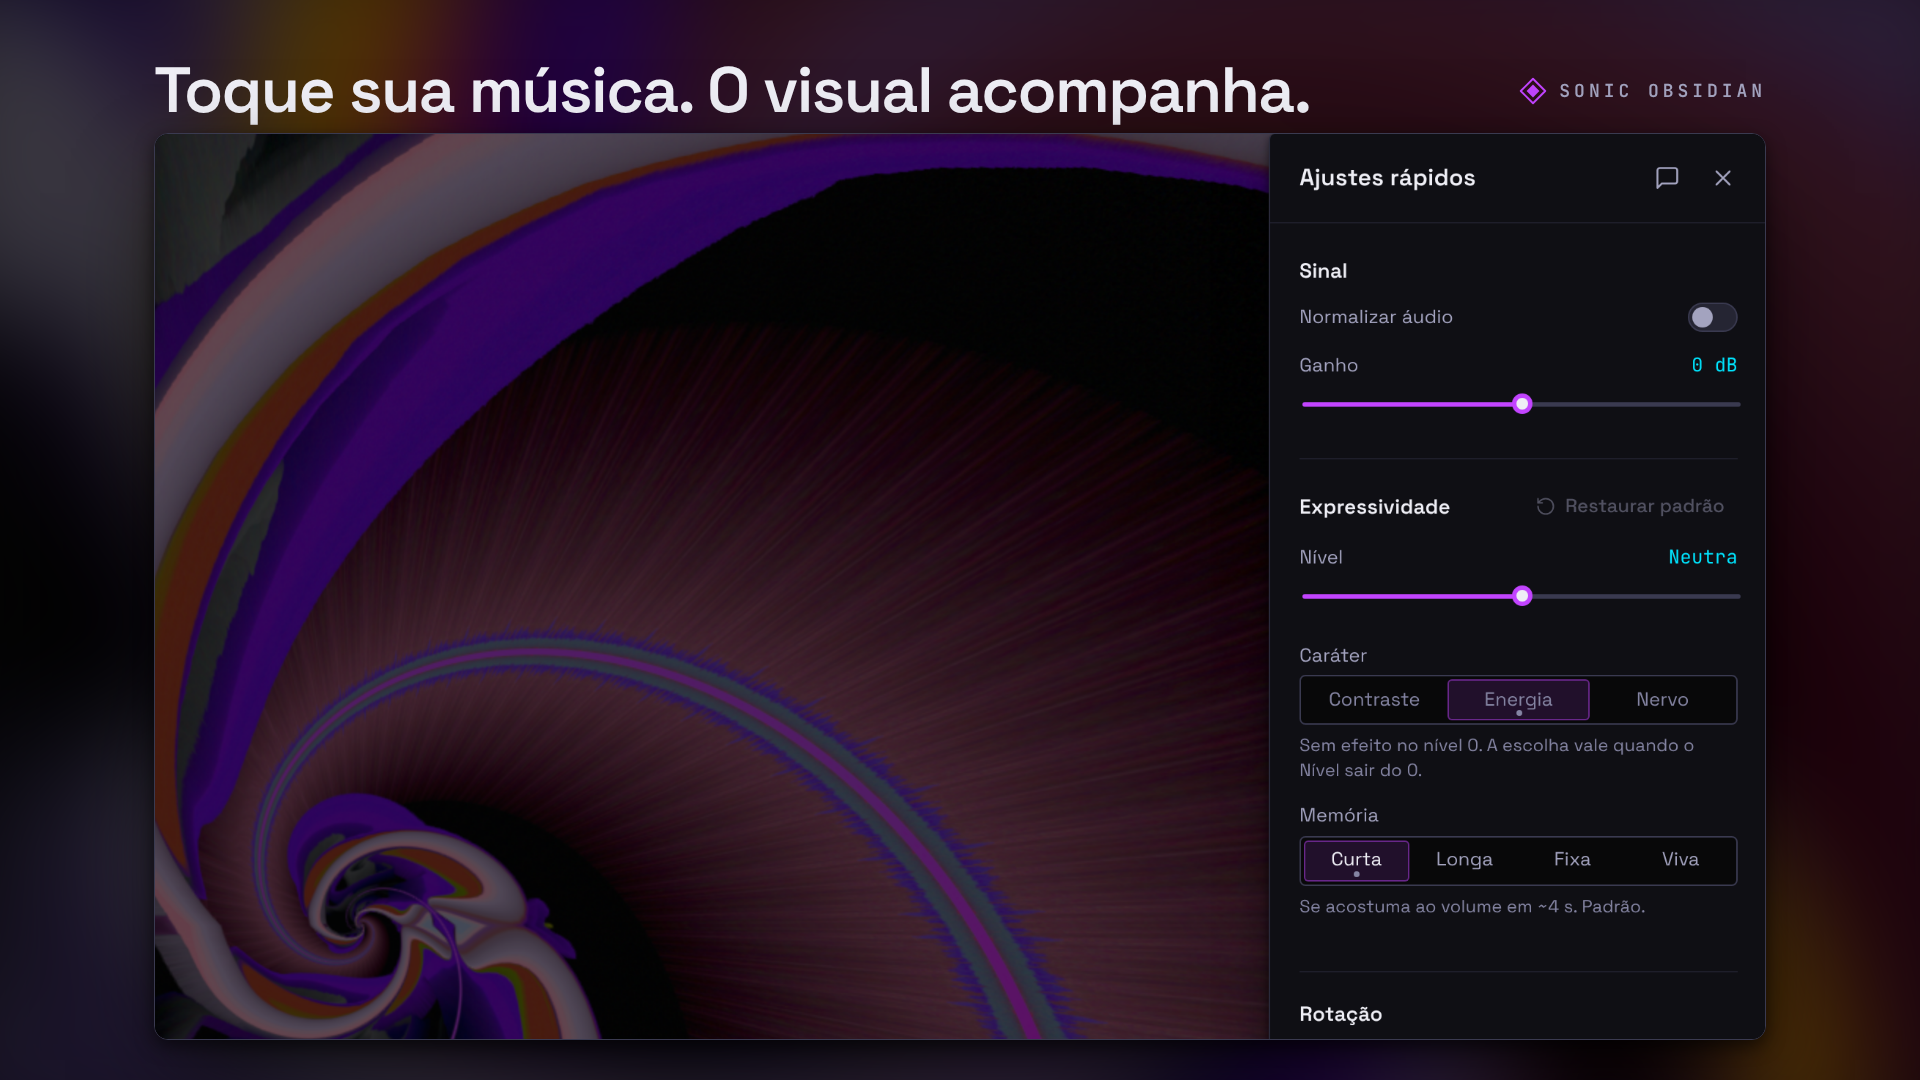 Toque sua música. O visual acompanha.
SONIC OBSIDIAN
Ajustes rápidos
Sinal
Normalizar áudio
Ganho 0 dB
Expressividade Restaurar padrão
Nível Neutra
Caráter
Contraste Energia Nervo
Sem efeito no nível 0. A escolha vale quando o
Nível sair do 0.
Memória
Curta Longa Fixa Viva
Se acostuma ao volume em ~4 s. Padrão.
Rotação